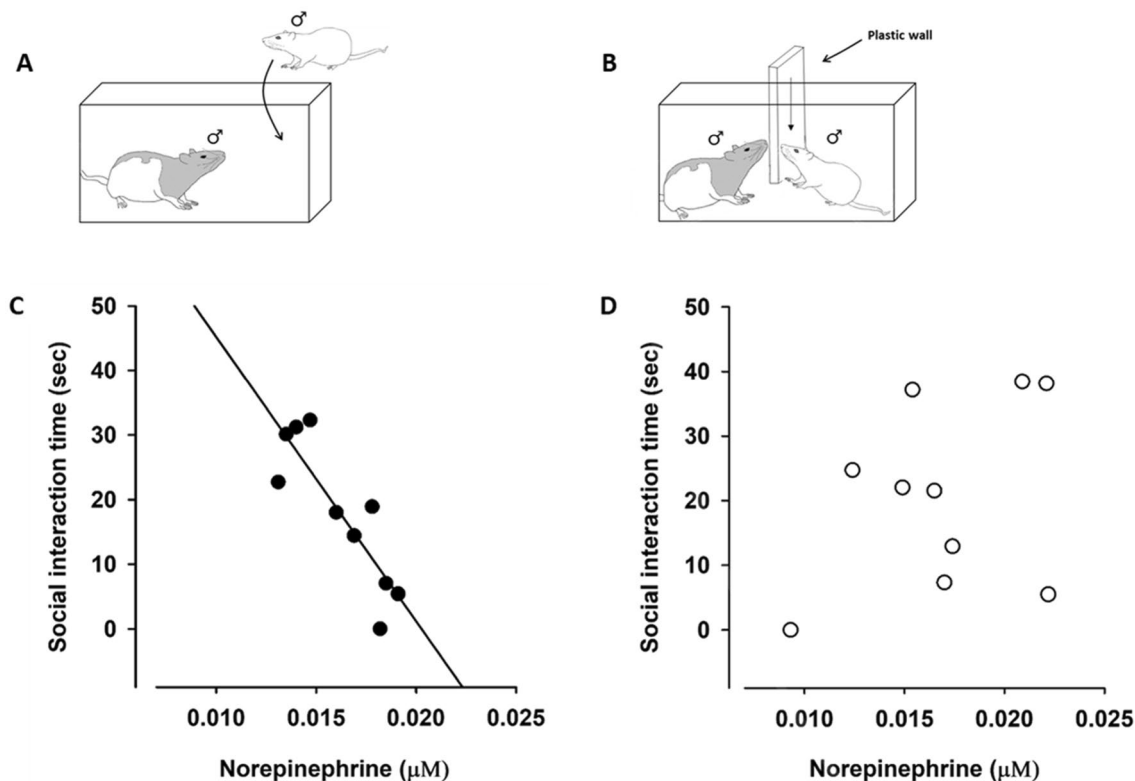 A
♂
♂
B
Plastic wall
♂
♂
C
Social interaction time (sec)
50
40
30
20
10
0
0.010 0.015 0.020 0.025
Norepinephrine (μM)
D
Social interaction time (sec)
50
40
30
20
10
0
0.010 0.015 0.020 0.025
Norepinephrine (μM)